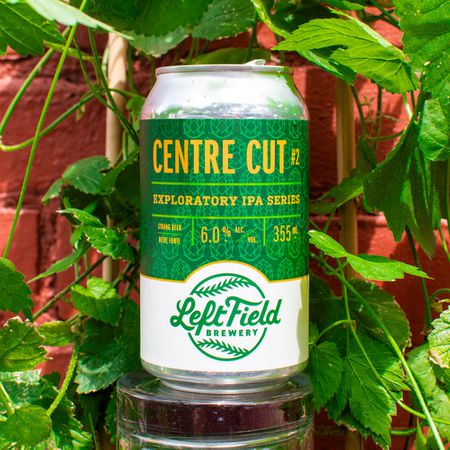 CENTRE CUT #2
EXPLORATORY IPA SERIES
STRONG BEER
BIÈRE FORTE
6.0% ALC. VOL.
355 mL
Left Field
BREWERY